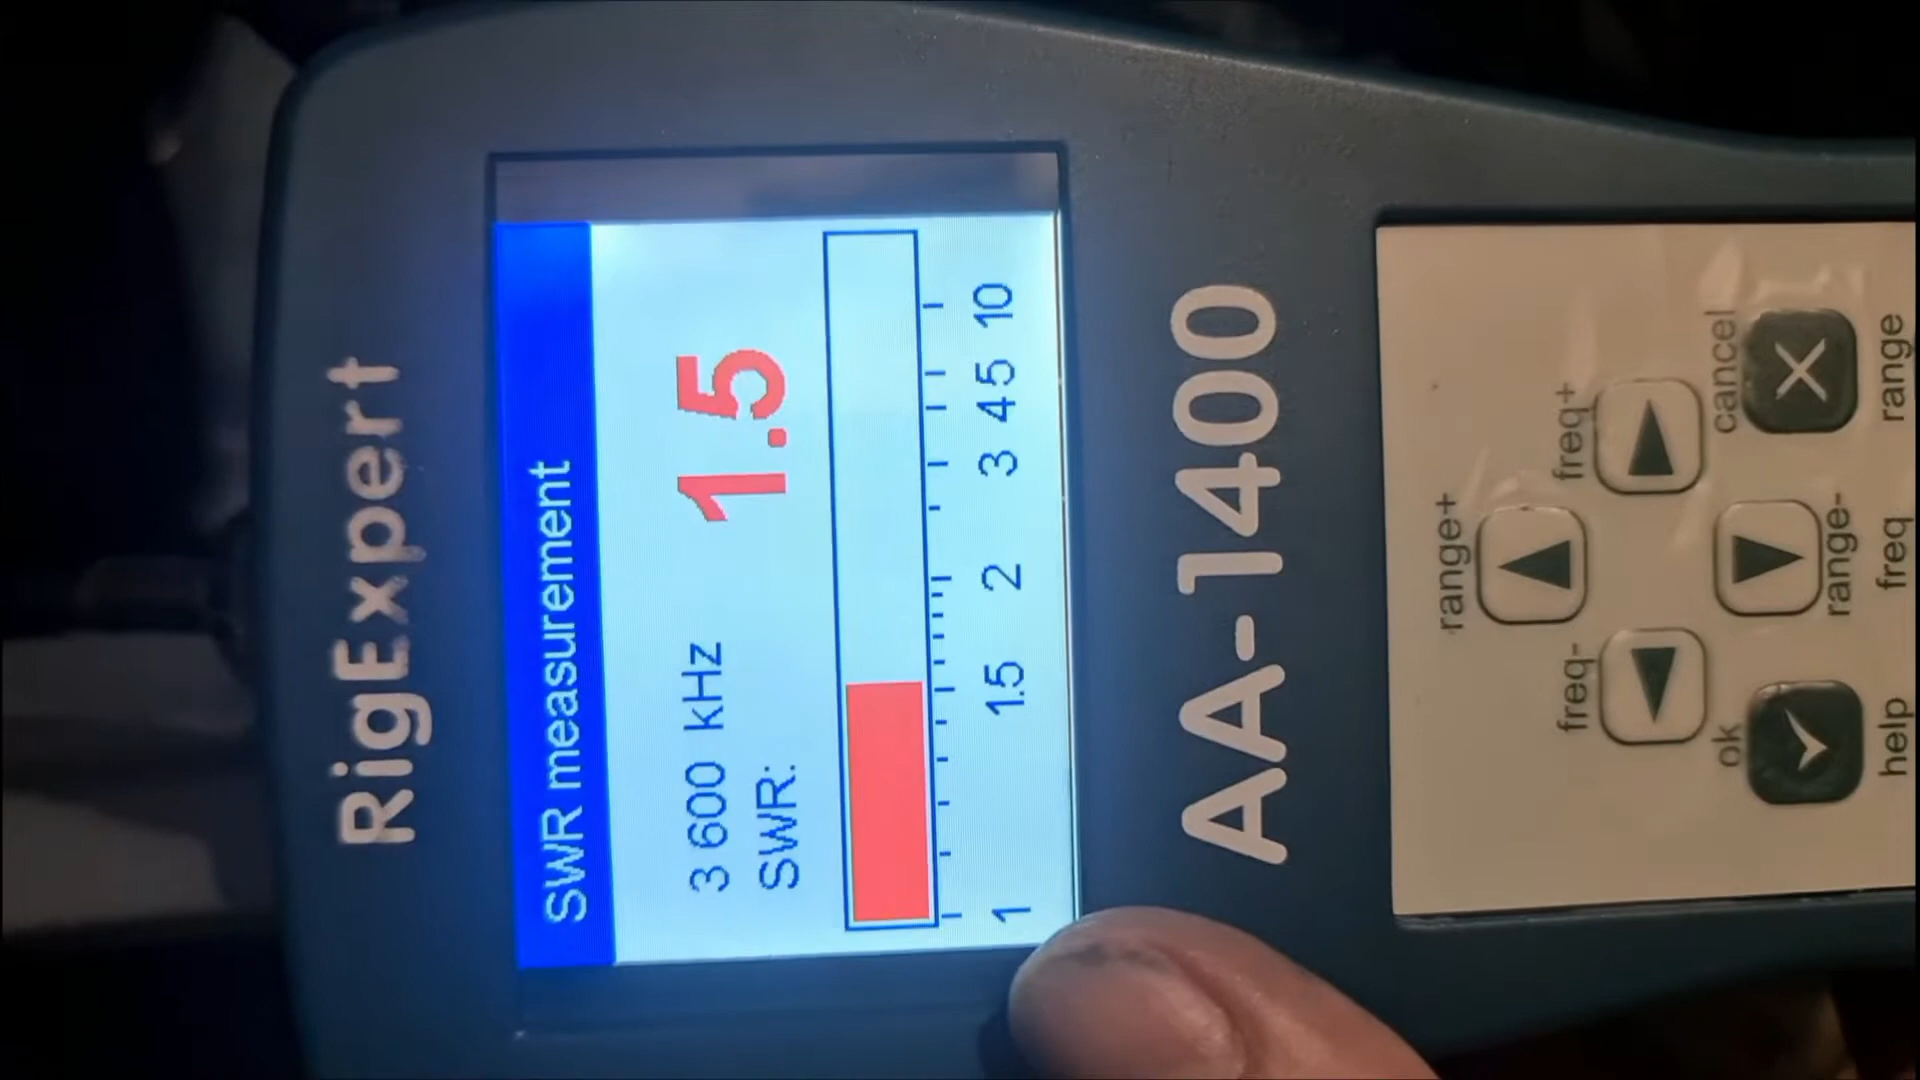 RigExpert
SWR measurement
3 600 kHz
SWR: 1.5
1 1.5 2 3 4 5 10
AA-1400
range+
freq- freq+
range-
ok cancel
help freq range